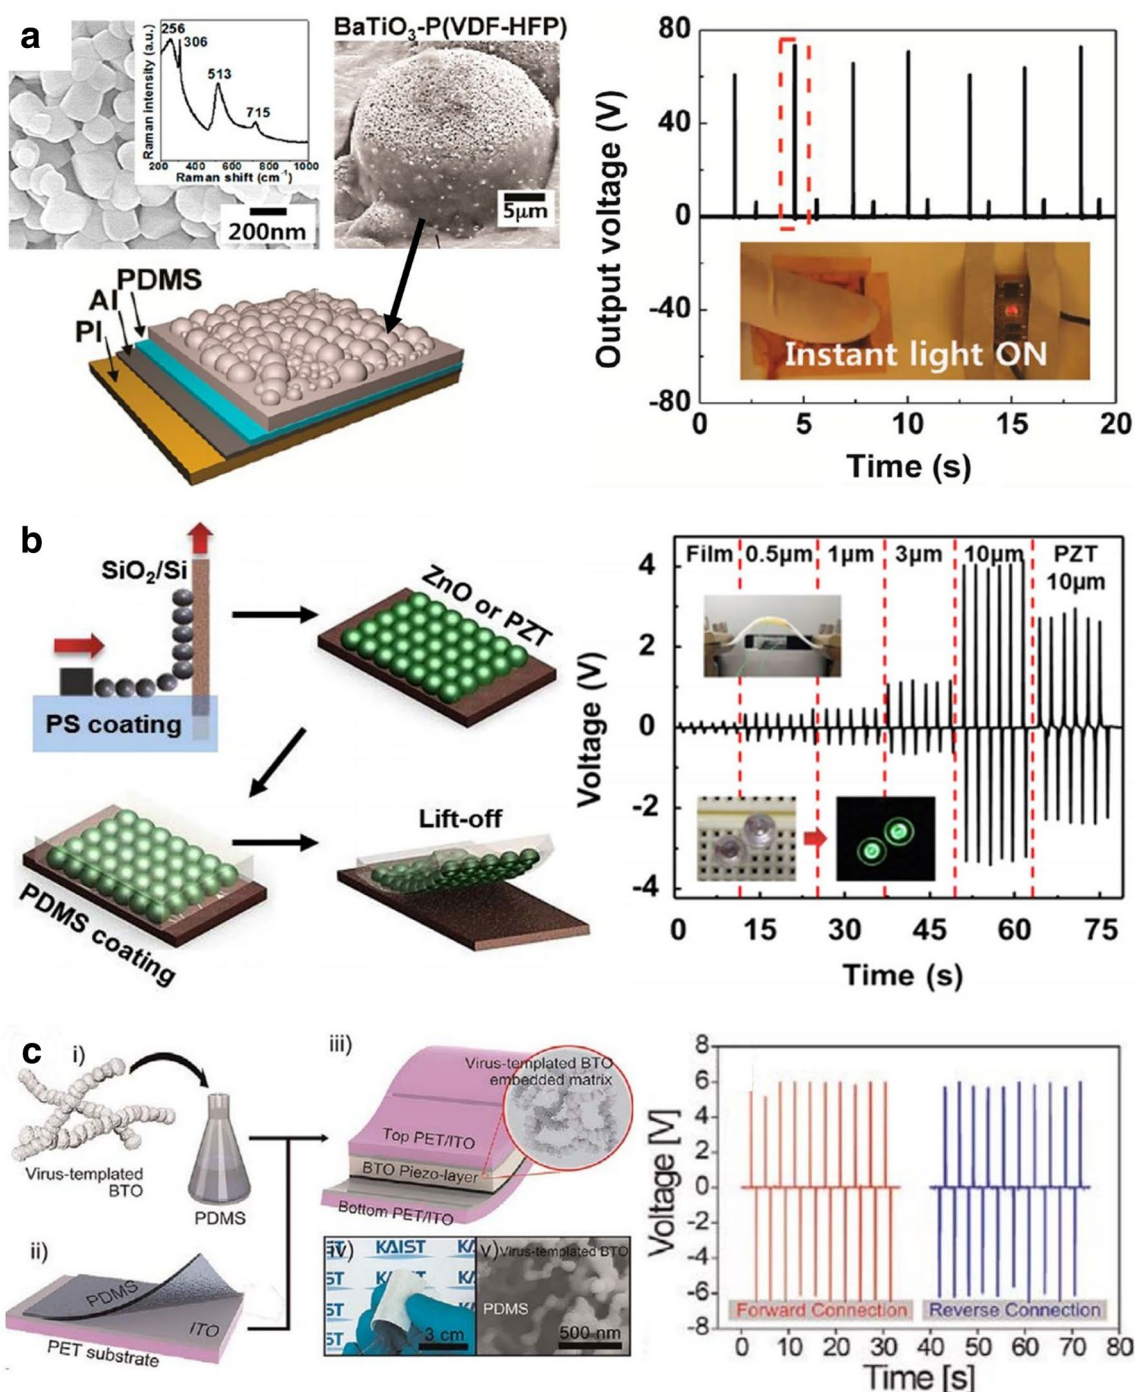 a
256
306
513
715
Raman intensity (a.u.)
200 400 600 800 1000
Raman shift (cm⁻¹)
200nm
BaTiO₃-P(VDF-HFP)
5μm
PDMS
Al
PI
80
40
0
-40
-80
Output voltage (V)
Instant light ON
0 5 10 15 20
Time (s)
b
SiO₂/Si
PS coating
ZnO or PZT
PDMS coating
Lift-off
Film 0.5μm 1μm 3μm 10μm PZT
10μm
4
2
0
-2
-4
Voltage (V)
0 15 30 45 60 75
Time (s)
c
i)
Virus-templated
BTO
PDMS
ii)
PDMS
ITO
PET substrate
iii)
Virus-templated BTO
embedded matrix
Top PET/ITO
BTO Piezo-layer
Bottom PET/ITO
iv)
KAIST
3 cm
v) Virus-templated BTO
PDMS
500 nm
8
6
4
2
0
-2
-4
-6
-8
Voltage [V]
Forward Connection Reverse Connection
0 10 20 30 40 50 60 70 80
Time [s]